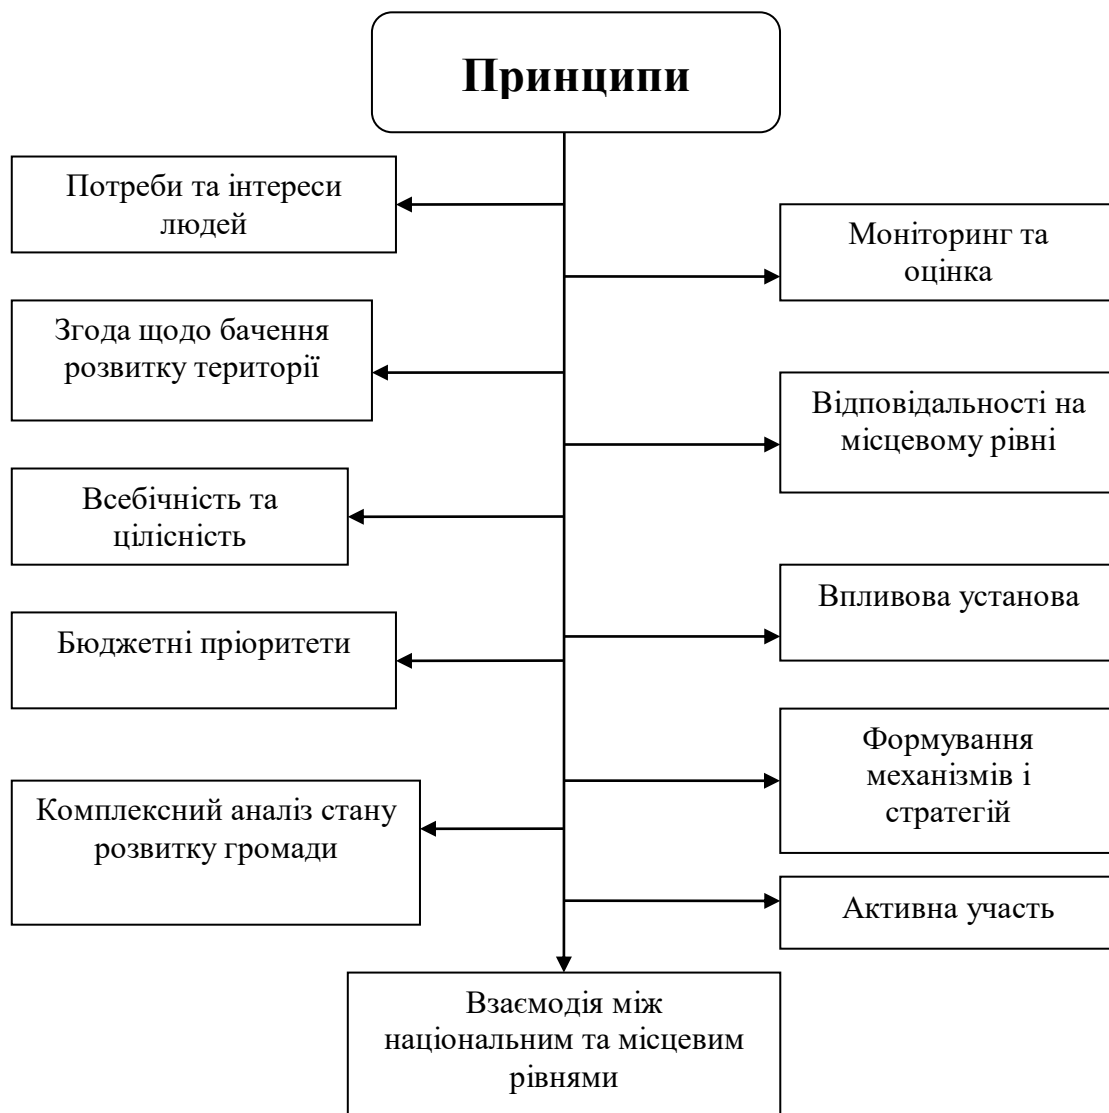 Принципи
Потреби та інтереси
людей
Моніторинг та
оцінка
Згода щодо бачення
розвитку території
Відповідальності на
місцевому рівні
Всебічність та
цілісність
Впливова установа
Бюджетні пріоритети
Формування
механізмів і
стратегій
Комплексний аналіз стану
розвитку громади
Активна участь
Взаємодія між
національним та місцевим
рівнями